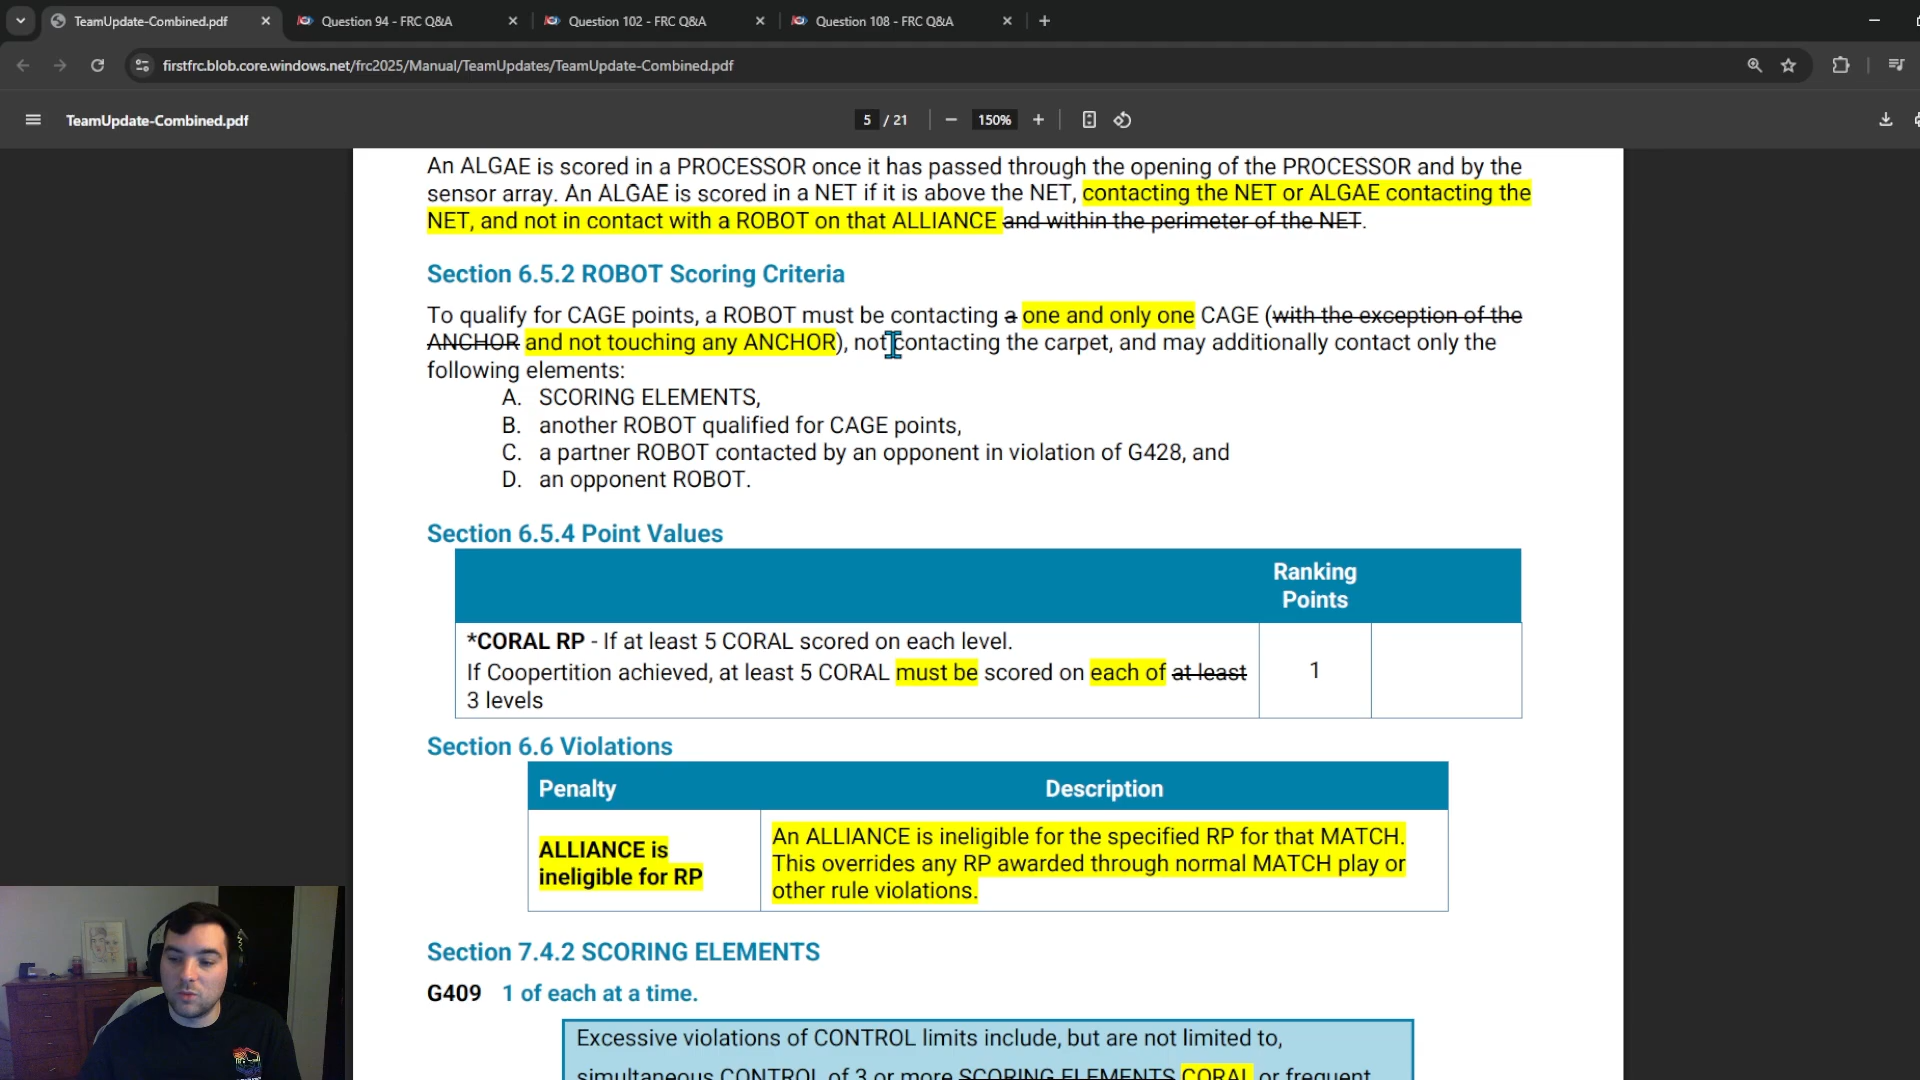 TeamUpdate-Combined.pdf
Question 94 - FRC Q&A
Question 102 - FRC Q&A
Question 108 - FRC Q&A
firstfrc.blob.core.windows.net/frc2025/Manual/TeamUpdates/TeamUpdate-Combined.pdf
TeamUpdate-Combined.pdf
5 / 21
150%
An ALGAE is scored in a PROCESSOR once it has passed through the opening of the PROCESSOR and by the
sensor array. An ALGAE is scored in a NET if it is above the NET, contacting the NET or ALGAE contacting the
NET, and not in contact with a ROBOT on that ALLIANCE and within the perimeter of the NET.
Section 6.5.2 ROBOT Scoring Criteria
To qualify for CAGE points, a ROBOT must be contacting a one and only one CAGE (with the exception of the
ANCHOR and not touching any ANCHOR), not contacting the carpet, and may additionally contact only the
following elements:
A. SCORING ELEMENTS,
B. another ROBOT qualified for CAGE points,
C. a partner ROBOT contacted by an opponent in violation of G428, and
D. an opponent ROBOT.
Section 6.5.4 Point Values
Ranking
Points
*CORAL RP - If at least 5 CORAL scored on each level.
If Coopertition achieved, at least 5 CORAL must be scored on each of at least
3 levels
1
Section 6.6 Violations
Penalty
Description
ALLIANCE is
ineligible for RP
An ALLIANCE is ineligible for the specified RP for that MATCH.
This overrides any RP awarded through normal MATCH play or
other rule violations.
Section 7.4.2 SCORING ELEMENTS
G409 1 of each at a time.
Excessive violations of CONTROL limits include, but are not limited to,
simultaneous CONTROL of 3 or more SCORING ELEMENTS CORAL or frequent